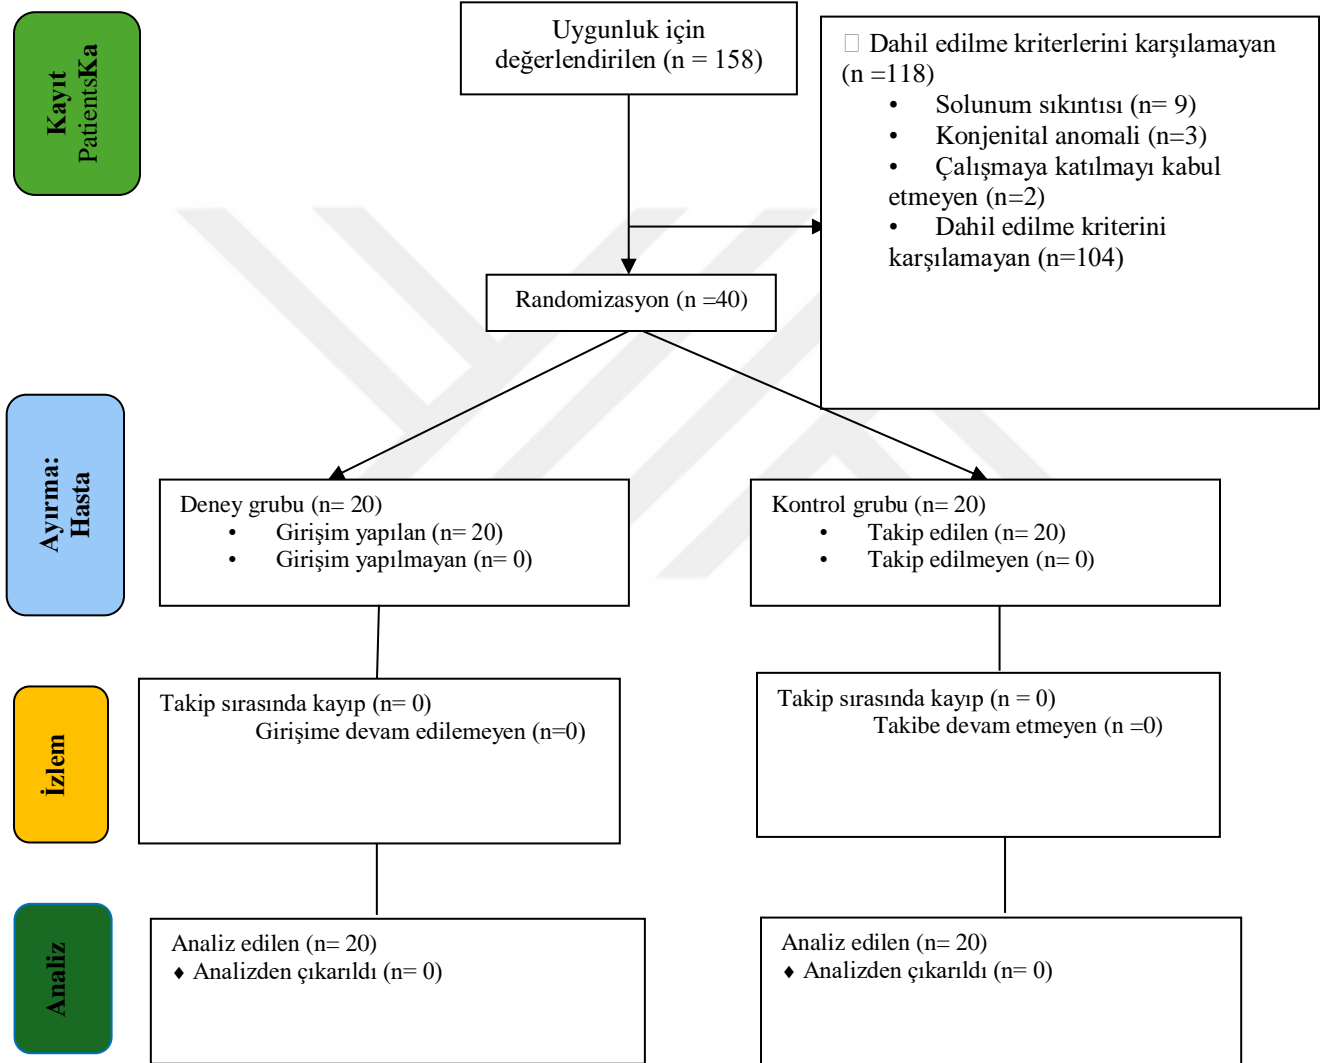 Kayıt
PatientsKa
Uygunluk için
değerlendirilen (n = 158)
□ Dahil edilme kriterlerini karşılamayan
(n =118)
• Solunum sıkıntısı (n= 9)
• Konjenital anomali (n=3)
• Çalışmaya katılmayı kabul
etmeyen (n=2)
• Dahil edilme kriterini
karşılamayan (n=104)
Randomizasyon (n =40)
Ayırma:
Hasta
Deney grubu (n= 20)
• Girişim yapılan (n= 20)
• Girişim yapılmayan (n= 0)
Kontrol grubu (n= 20)
• Takip edilen (n= 20)
• Takip edilmeyen (n= 0)
İzlem
Takip sırasında kayıp (n= 0)
Girişime devam edilemeyen (n=0)
Takip sırasında kayıp (n = 0)
Takibe devam etmeyen (n =0)
Analiz
Analiz edilen (n= 20)
♦ Analizden çıkarıldı (n= 0)
Analiz edilen (n= 20)
♦ Analizden çıkarıldı (n= 0)